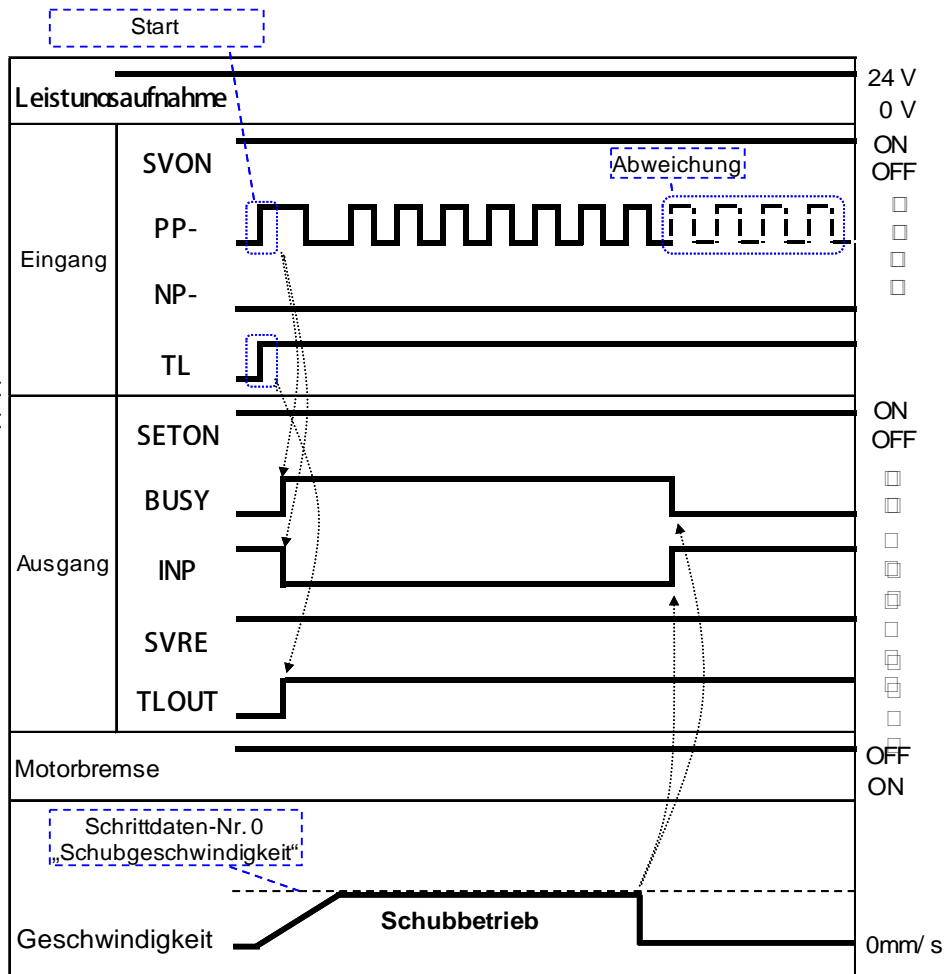 Start
Leistungsaufnahme
24 V
0 V
Eingang
SVON
ON
OFF
Abweichung
PP-
NP-
TL
Ausgang
SETON
ON
OFF
BUSY
INP
SVRE
TLOUT
Motorbremse
OFF
ON
Schrittdaten-Nr. 0
„Schubgeschwindigkeit“
Schubbetrieb
Geschwindigkeit
0mm/ s